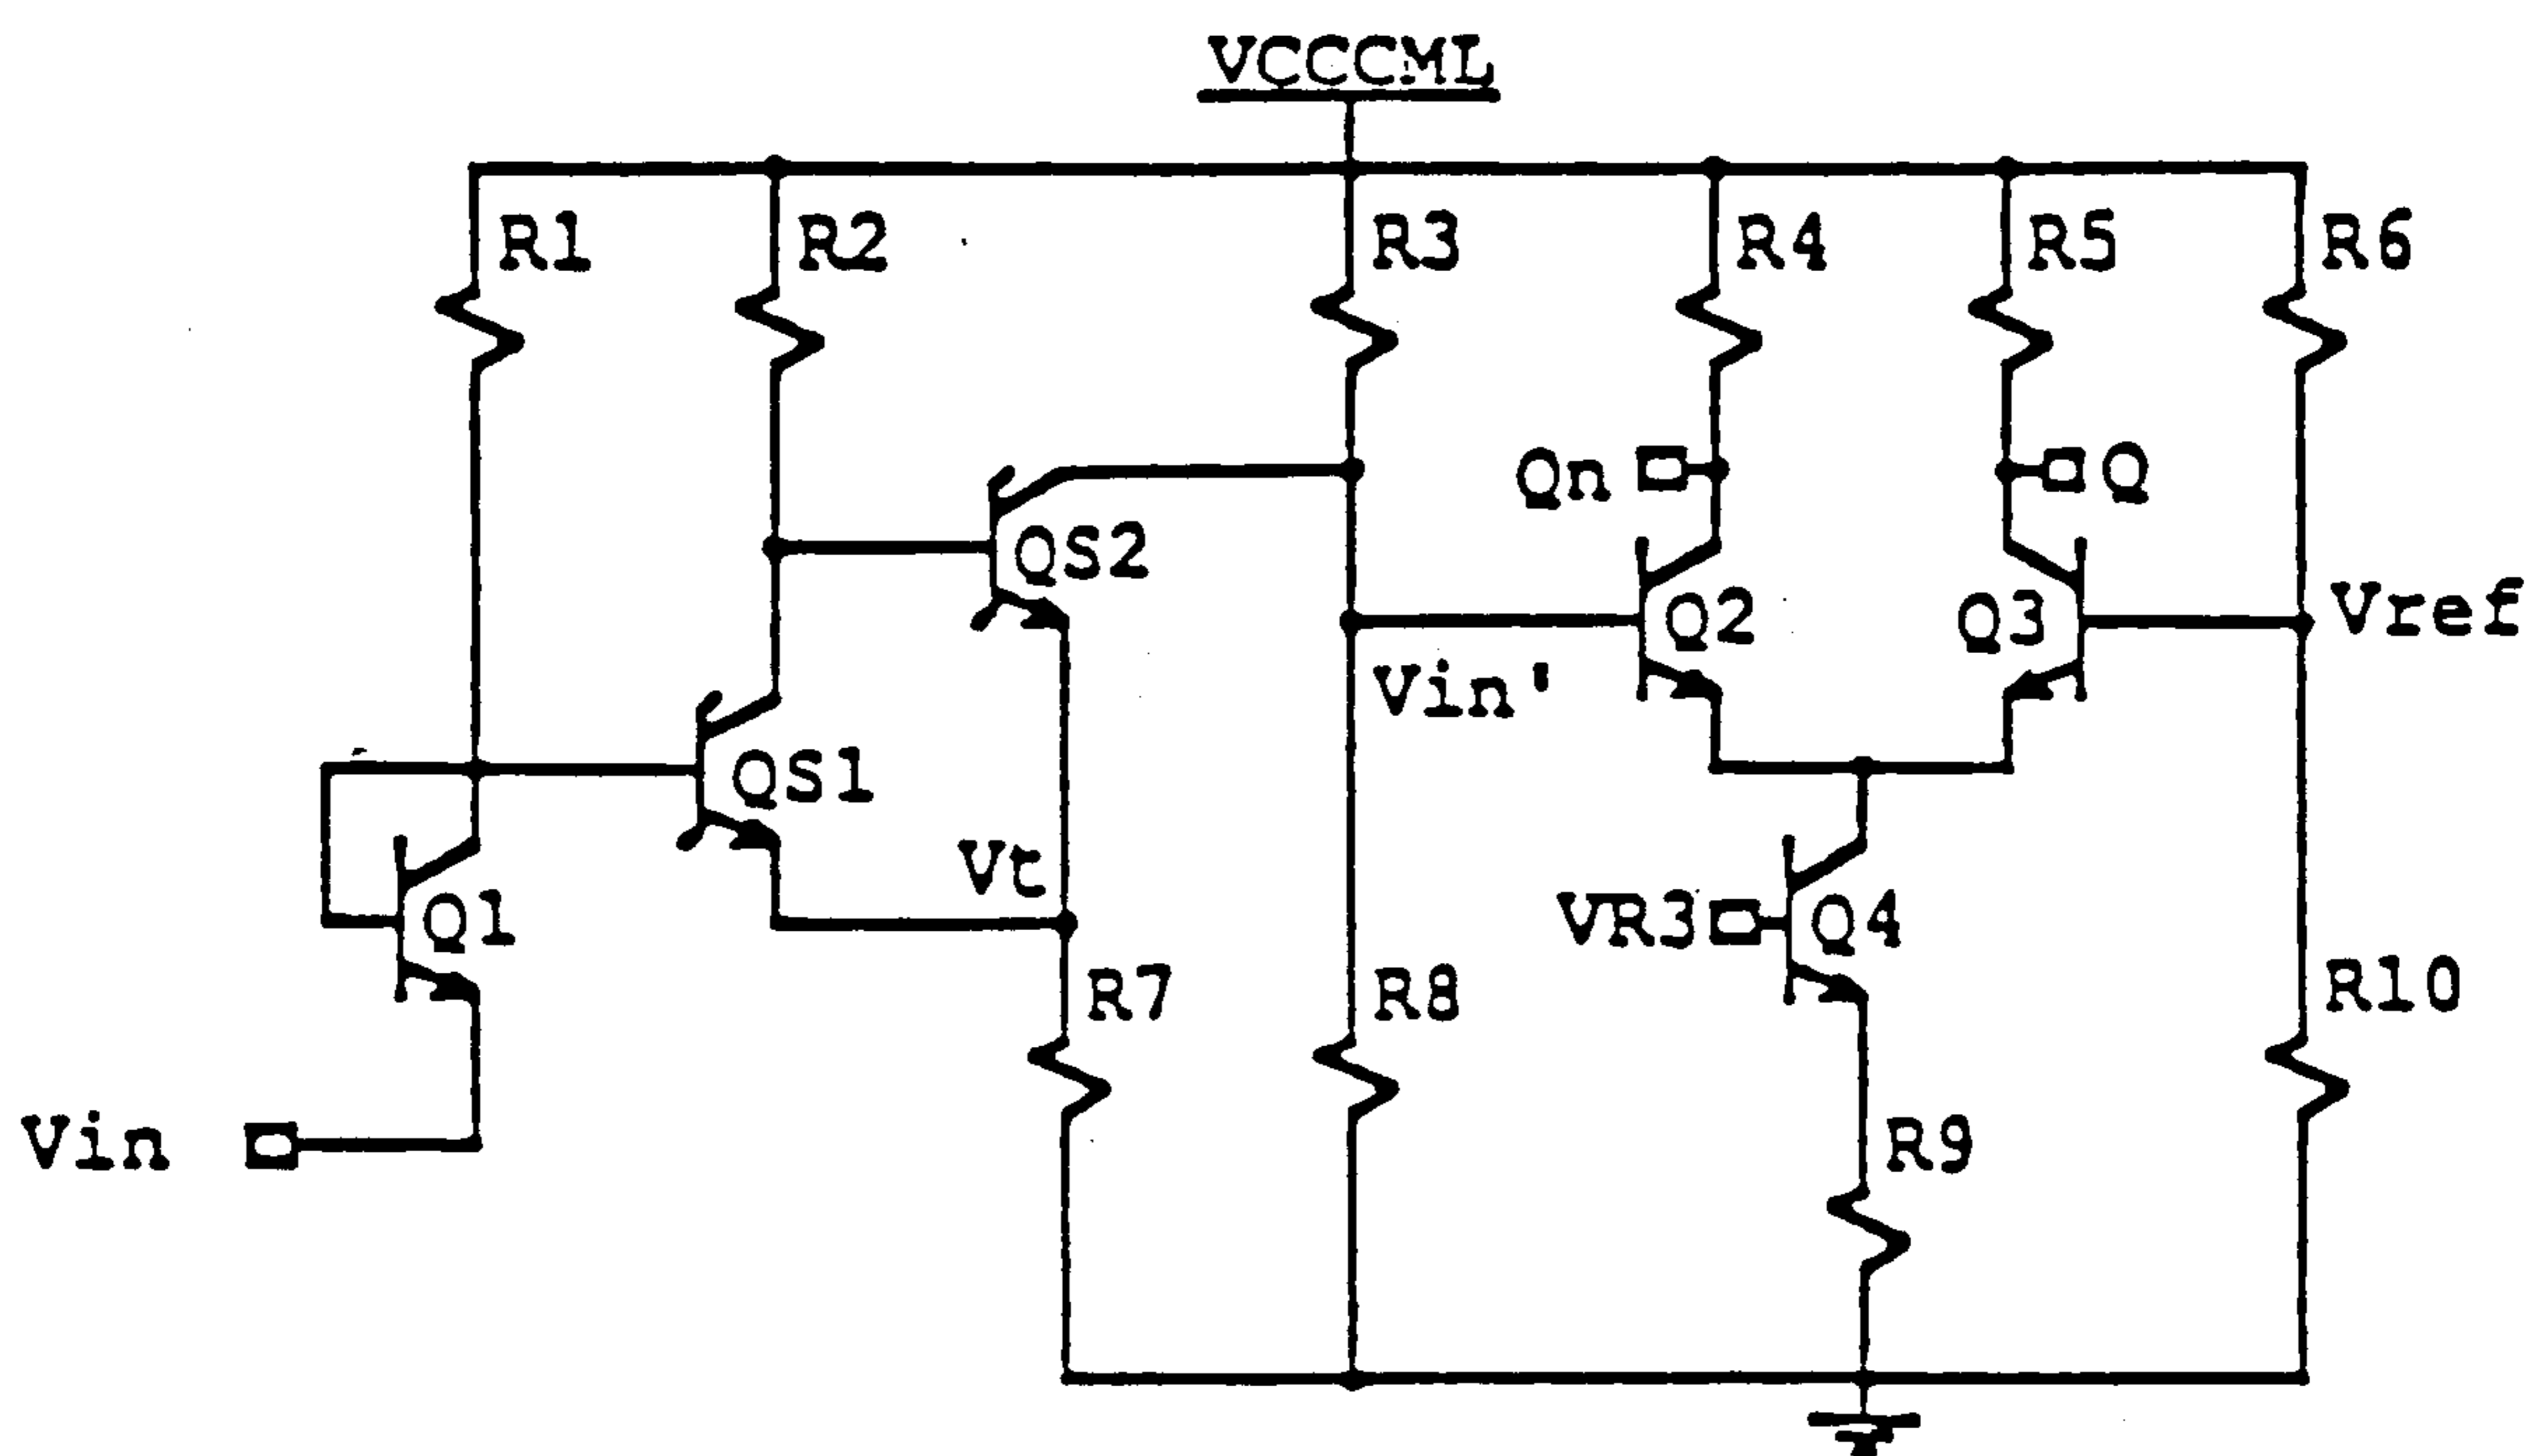 VCCCML
R1 R2 R3 R4 R5 R6
Qn Q
QS2
Q2 Q3 Vref
Vin'
QS1
Vt
Q1 VR3 Q4
R7 R8 R10
Vin R9